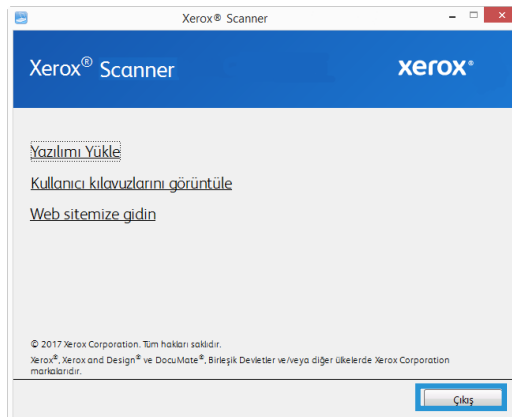 Xerox® Scanner
Xerox® Scanner
xerox®
Yazılımı Yükle
Kullanıcı kılavuzlarını görüntüle
Web sitemize gidin
© 2017 Xerox Corporation. Tüm hakları saklıdır.
Xerox®, Xerox and Design® ve DocuMate®, Birleşik Devletler ve/veya diğer ülkelerde Xerox Corporation
markalarıdır.
Çıkış